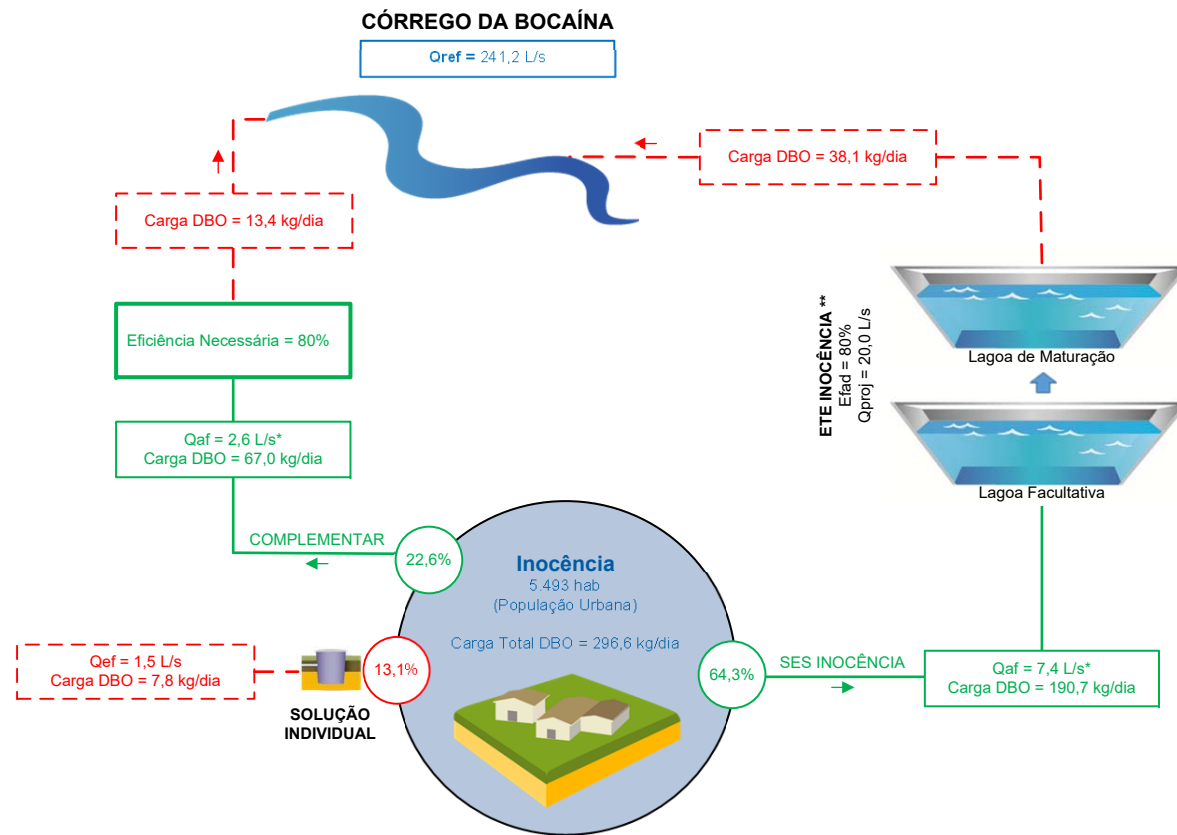 CÓRREGO DA BOCAÍNA
Qref = 241,2 L/s
Carga DBO = 38,1 kg/dia
Carga DBO = 13,4 kg/dia
Eficiência Necessária = 80%
ETE INOCÊNCIA **
Efad = 80%
Qproj = 20,0 L/s
Lagoa de Maturação
Lagoa Facultativa
Qaf = 2,6 L/s*
Carga DBO = 67,0 kg/dia
COMPLEMENTAR
22,6%
Inocência
5.493 hab
(População Urbana)
Carga Total DBO = 296,6 kg/dia
Qef = 1,5 L/s
Carga DBO = 7,8 kg/dia
13,1%
SOLUÇÃO
INDIVIDUAL
64,3%
SES INOCÊNCIA
Qaf = 7,4 L/s*
Carga DBO = 190,7 kg/dia